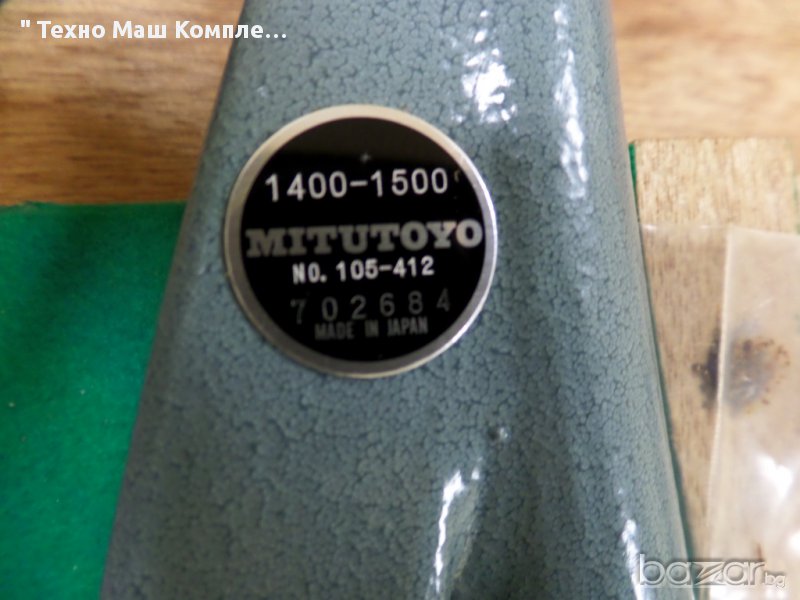 " Техно Маш Компле...
1400-1500
MITUTOYO
NO. 105-412
702684
MADE IN JAPAN
bazar.bg